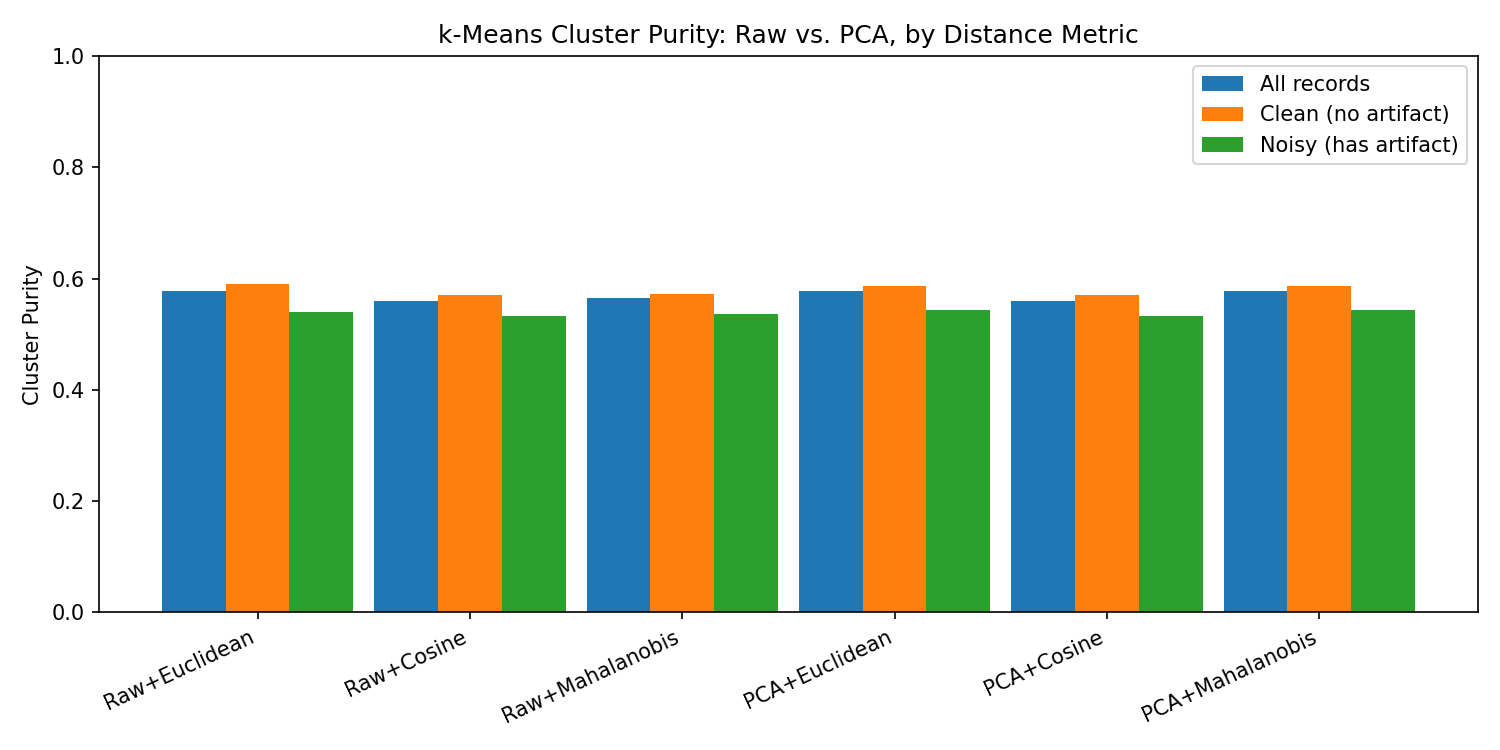 k-Means Cluster Purity: Raw vs. PCA, by Distance Metric
All records
Clean (no artifact)
Noisy (has artifact)
Cluster Purity
1.0
0.8
0.6
0.4
0.2
0.0
Raw+Euclidean
Raw+Cosine
Raw+Mahalanobis
PCA+Euclidean
PCA+Cosine
PCA+Mahalanobis